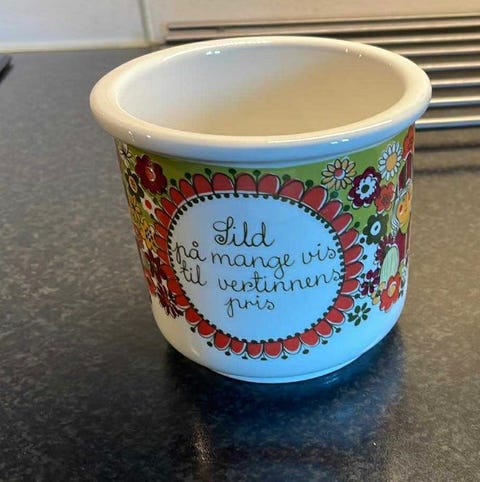 Sild
på mange vis
til vertinnens
pris